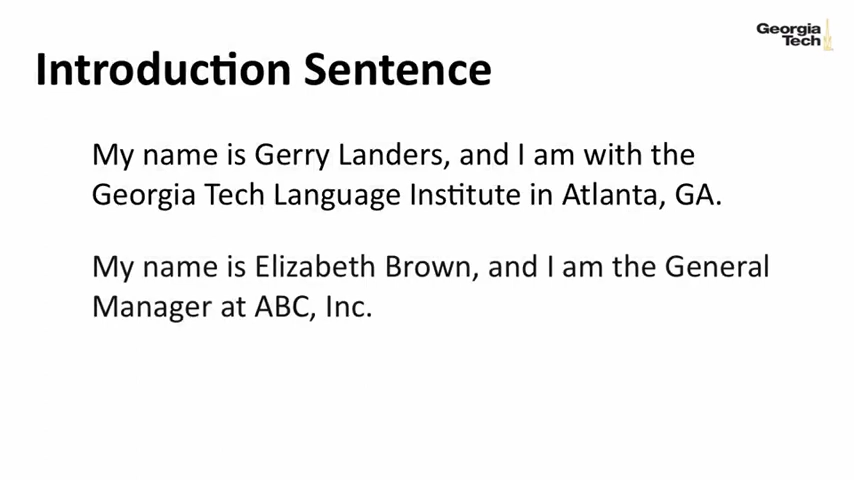 Georgia
Tech
Introduction Sentence
My name is Gerry Landers, and I am with the
Georgia Tech Language Institute in Atlanta, GA.
My name is Elizabeth Brown, and I am the General
Manager at ABC, Inc.